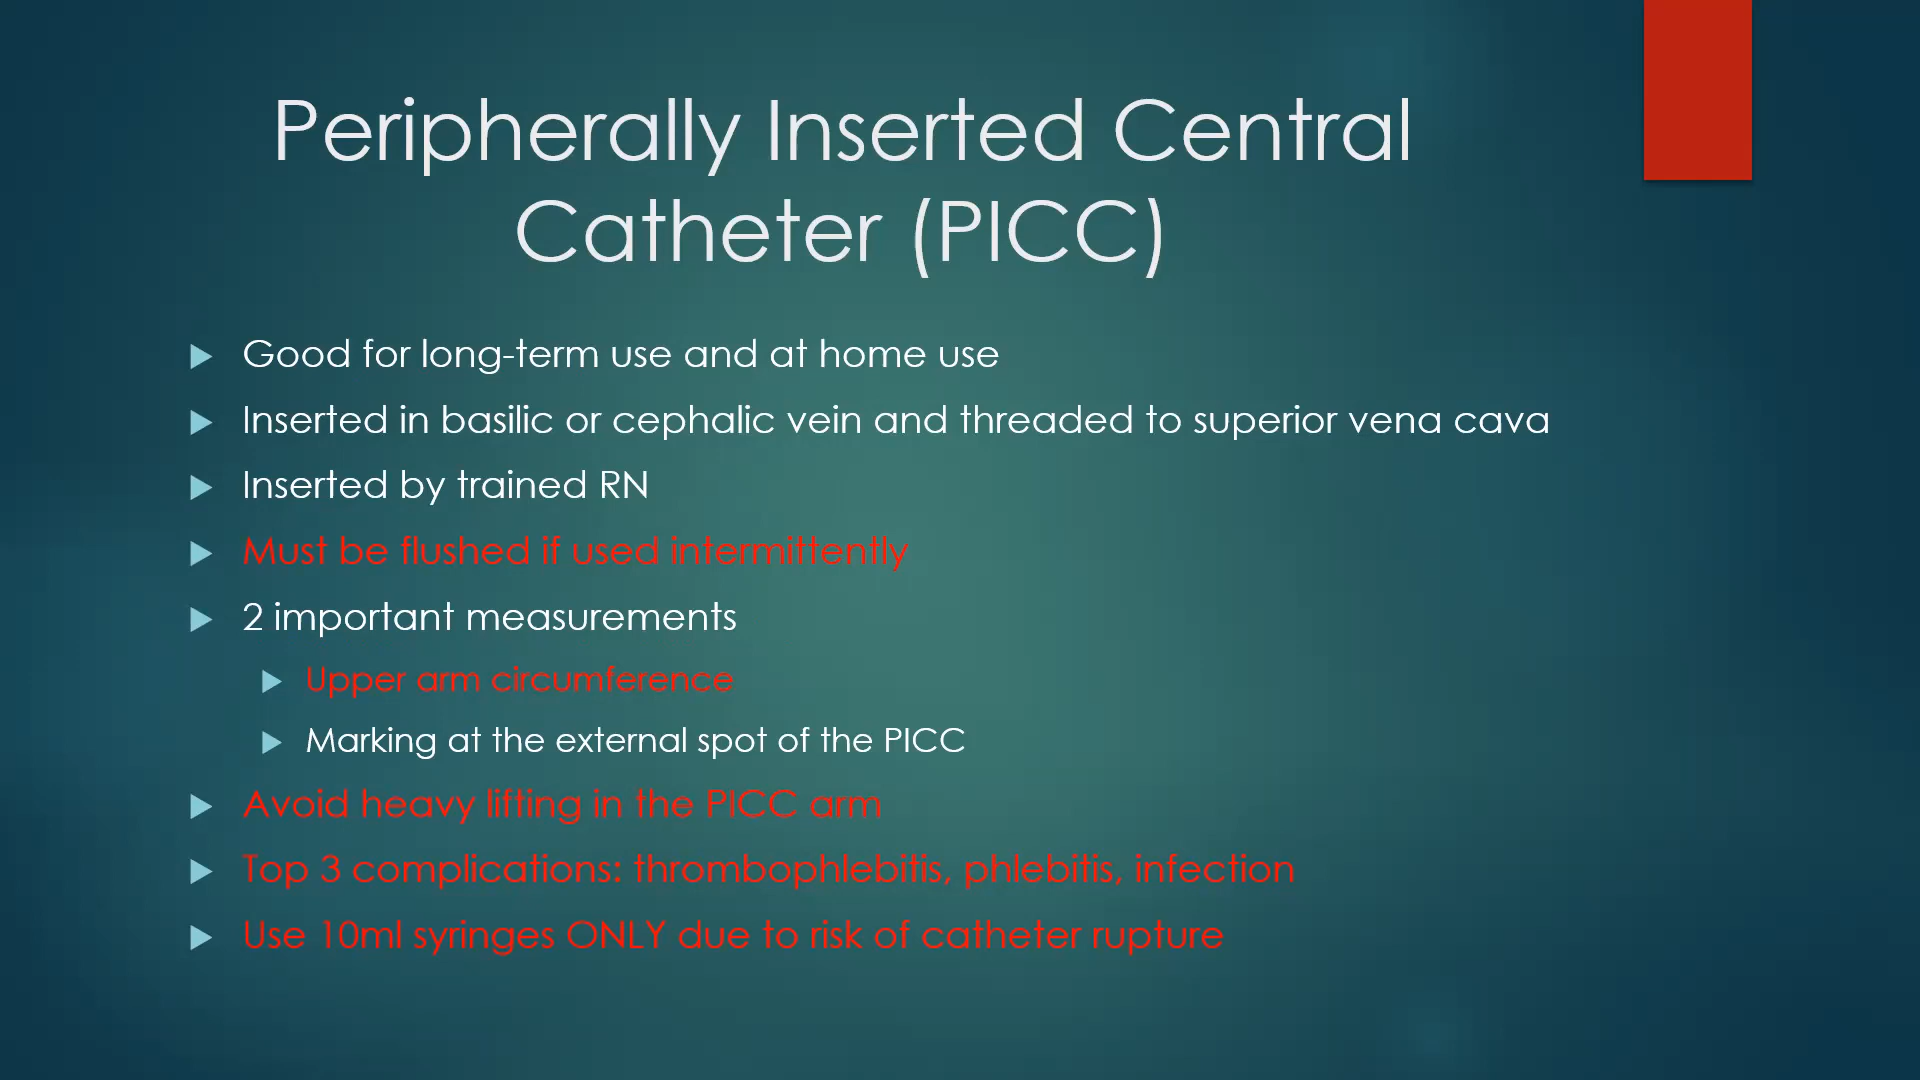 Peripherally Inserted Central
Catheter (PICC)
Good for long-term use and at home use
Inserted in basilic or cephalic vein and threaded to superior vena cava
Inserted by trained RN
Must be flushed if used intermittently
2 important measurements
Upper arm circumference
Marking at the external spot of the PICC
Avoid heavy lifting in the PICC arm
Top 3 complications: thrombophlebitis, phlebitis, infection
Use 10ml syringes ONLY due to risk of catheter rupture